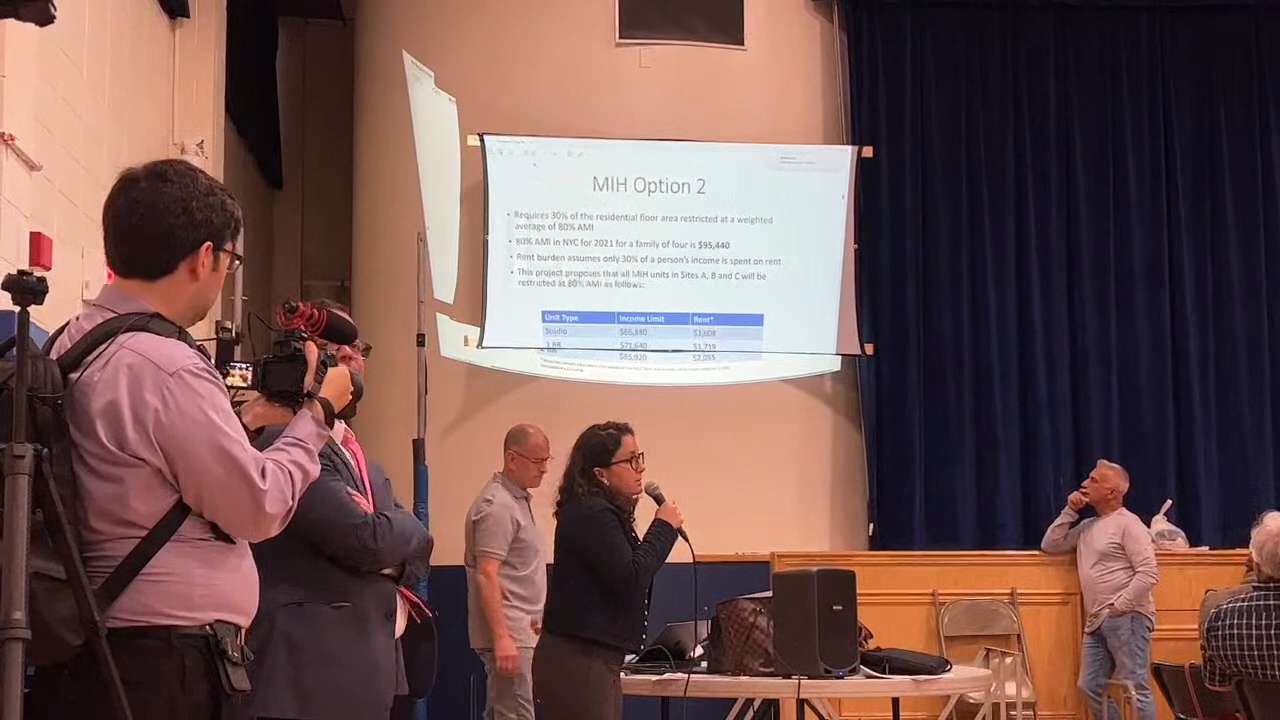 MIH Option 2
• Requires 30% of the residential floor area restricted at a weighted
average of 80% AMI
• 80% AMI in NYC for 2021 for a family of four is $95,440
• Rent burden assumes only 30% of a person's income is spent on rent
• This project proposes that all MIH units in Sites A, B and C will be
restricted at 80% AMI as follows:
Unit Type Income Limit Rent*
Studio $66,880 $1,608
1 BR $71,640 $1,719
$85,920 $2,055